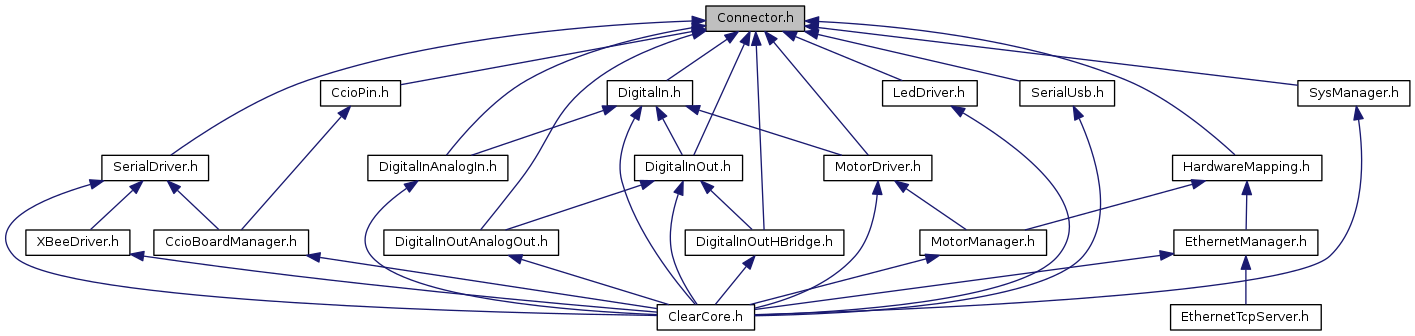 Connector.h
CcioPin.h
DigitalIn.h
LedDriver.h
SerialUsb.h
SysManager.h
SerialDriver.h
DigitalInAnalogIn.h
DigitalInOut.h
MotorDriver.h
HardwareMapping.h
XBeeDriver.h
CcioBoardManager.h
DigitalInOutAnalogOut.h
DigitalInOutHBridge.h
MotorManager.h
EthernetManager.h
ClearCore.h
EthernetTcpServer.h